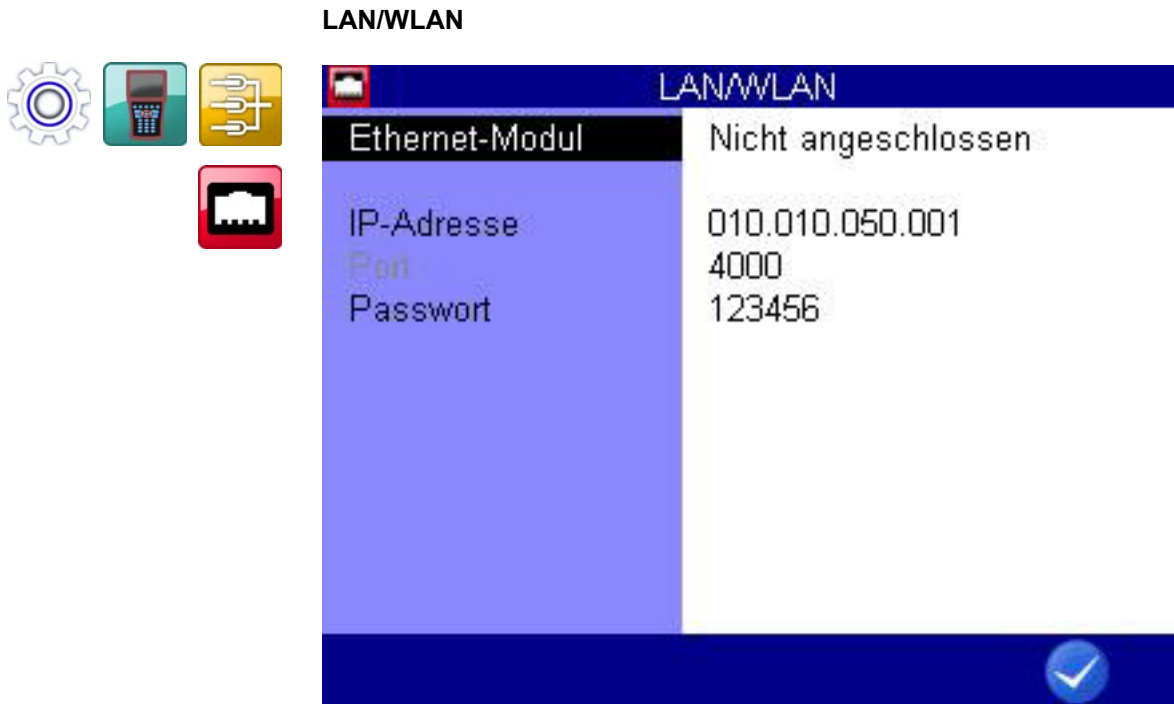 LAN/WLAN
LAN/WLAN
Ethernet-Modul Nicht angeschlossen
IP-Adresse 010.010.050.001
Port 4000
Passwort 123456